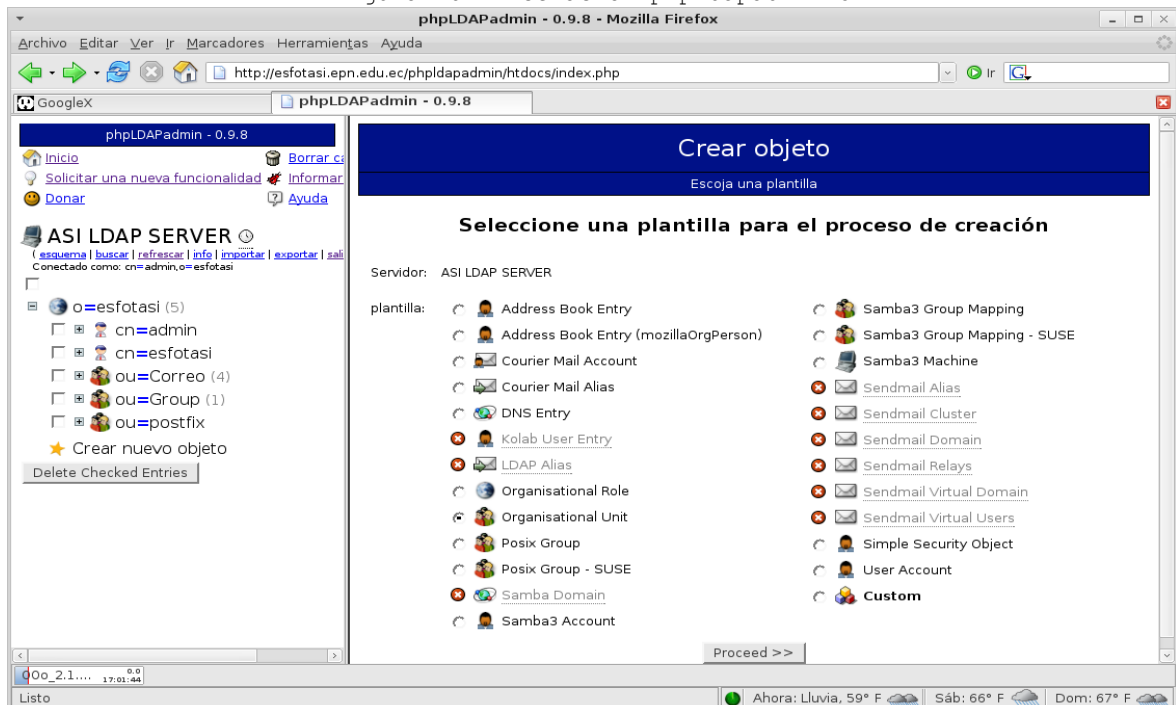 phpLDAPadmin - 0.9.8 - Mozilla Firefox
Archivo Editar Ver Ir Marcadores Herramientas Ayuda
http://esfotasi.epn.edu.ec/phpldapadmin/htdocs/index.php
Ir
G
GoogleX
phpLDAPadmin - 0.9.8
phpLDAPadmin - 0.9.8
Inicio
Borrar ca
Solicitar una nueva funcionalidad
Informar
Donar
Ayuda
ASI LDAP SERVER
( esquema | buscar | refrescar | info | importar | exportar | sali
Conectado como: cn=admin,o=esfotasi
o=esfotasi (5)
cn=admin
cn=esfotasi
ou=Correo (4)
ou=Group (1)
ou=postfix
Crear nuevo objeto
Delete Checked Entries
Crear objeto
Escoja una plantilla
Seleccione una plantilla para el proceso de creación
Servidor: ASI LDAP SERVER
plantilla:
Address Book Entry
Address Book Entry (mozillaOrgPerson)
Courier Mail Account
Courier Mail Alias
DNS Entry
Kolab User Entry
LDAP Alias
Organisational Role
Organisational Unit
Posix Group
Posix Group - SUSE
Samba Domain
Samba3 Account
Samba3 Group Mapping
Samba3 Group Mapping - SUSE
Samba3 Machine
Sendmail Alias
Sendmail Cluster
Sendmail Domain
Sendmail Relays
Sendmail Virtual Domain
Sendmail Virtual Users
Simple Security Object
User Account
Custom
Proceed >>
OOo_2.1.... 0.0
17:01:44
Listo
Ahora: Lluvia, 59° F
Sáb: 66° F
Dom: 67° F